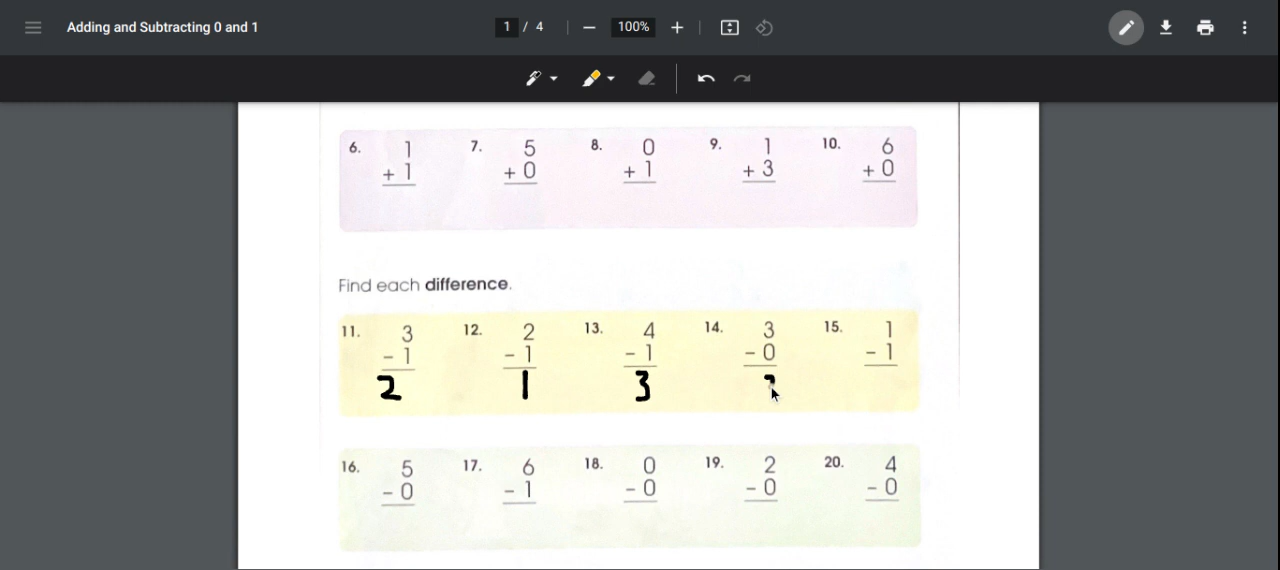 Adding and Subtracting 0 and 1 1 / 4 100%
6. 7. 8. 9. 10.
1 5 0 1 6
+ 1 + 0 + 1 + 3 + 0
Find each difference.
11. 12. 13. 14. 15.
3 2 4 3 1
- 1 - 1 - 1 - 0 - 1
2 1 3
16. 17. 18. 19. 20.
5 6 0 2 4
- 0 - 1 - 0 - 0 - 0